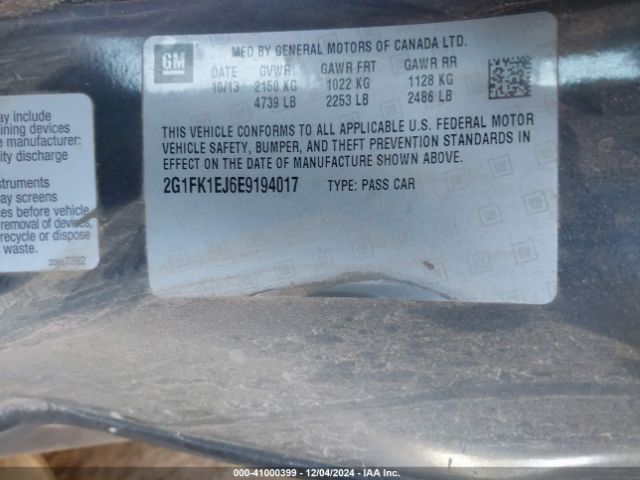 GM
MFD BY GENERAL MOTORS OF CANADA LTD.
DATE GVWR GAWR FRT GAWR RR
10/13 2150 KG 1022 KG 1128 KG
4739 LB 2253 LB 2486 LB
THIS VEHICLE CONFORMS TO ALL APPLICABLE U.S. FEDERAL MOTOR
VEHICLE SAFETY, BUMPER, AND THEFT PREVENTION STANDARDS IN
EFFECT ON THE DATE OF MANUFACTURE SHOWN ABOVE.
2G1FK1EJ6E9194017 TYPE: PASS CAR
ay include
ining devices
e manufacturer:
ity discharge
struments
ay screens
ces before vehicle
removal of devices,
recycle or dispose
waste.
000-41000399 - 12/04/2024 - IAA Inc.